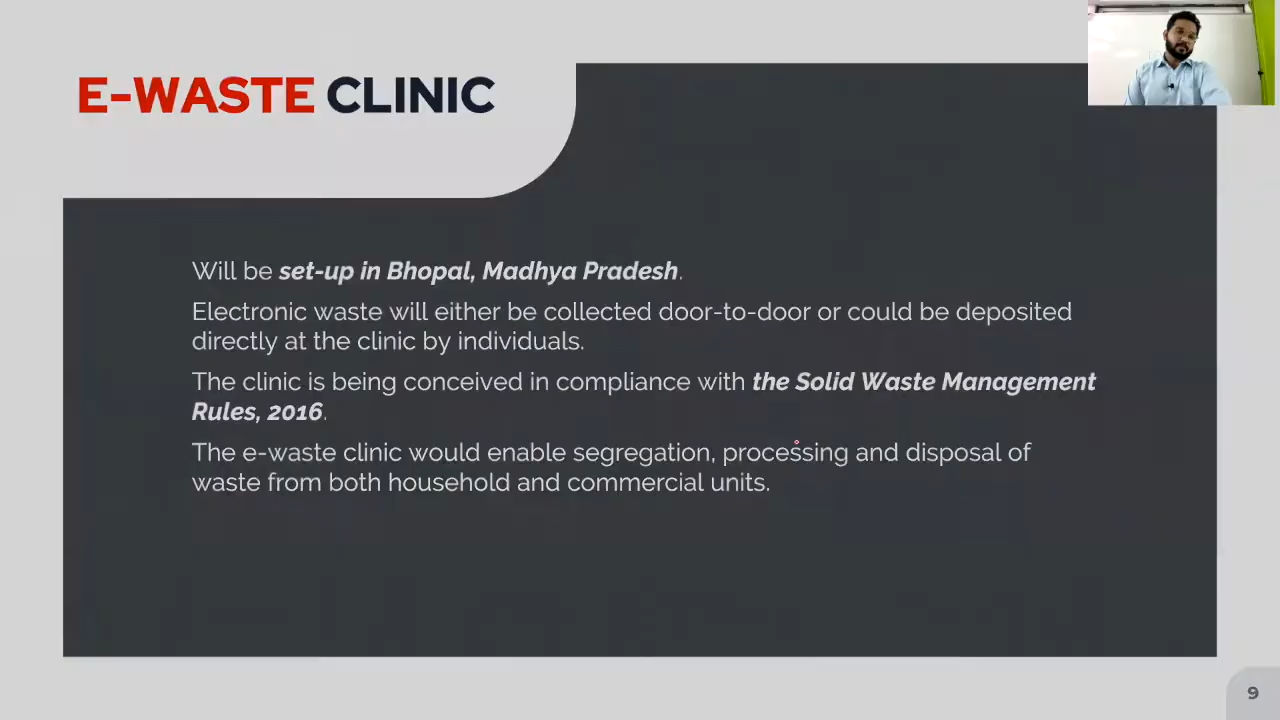 E-WASTE CLINIC
Will be set-up in Bhopal, Madhya Pradesh.
Electronic waste will either be collected door-to-door or could be deposited
directly at the clinic by individuals.
The clinic is being conceived in compliance with the Solid Waste Management
Rules, 2016.
The e-waste clinic would enable segregation, processing and disposal of
waste from both household and commercial units.
9